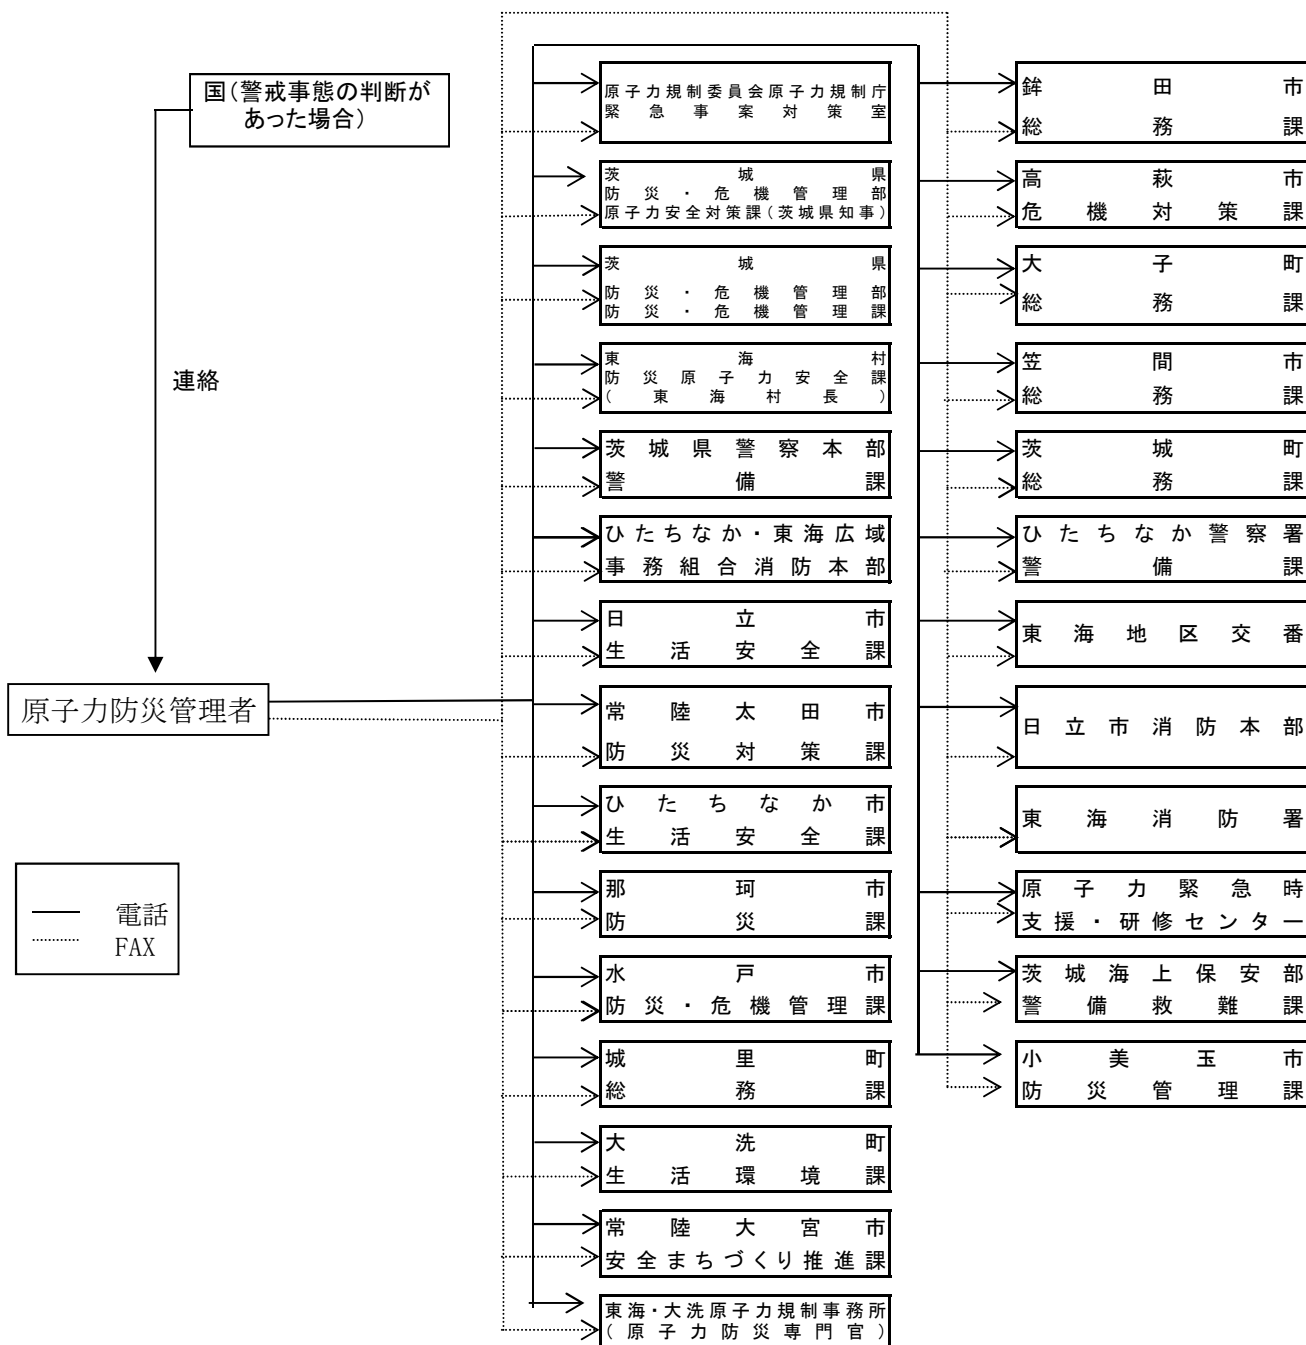 国(警戒事態の判断が
あった場合)
連絡
原子力防災管理者
電話
FAX
原子力規制委員会原子力規制庁
緊急事案対策室
茨城県
防災・危機管理部
原子力安全対策課(茨城県知事)
茨城県
防災・危機管理部
防災・危機管理課
東海村
防災原子力安全課
(東海村長)
茨城県警察本部
警備課
ひたちなか・東海広域
事務組合消防本部
日立市
生活安全課
常陸太田市
防災対策課
ひたちなか市
生活安全課
那珂市
防災課
水戸市
防災・危機管理課
城里町
総務課
大洗町
生活環境課
常陸大宮市
安全まちづくり推進課
東海・大洗原子力規制事務所
(原子力防災専門官)
鉾田市
総務課
高萩市
危機対策課
大子町
総務課
笠間市
総務課
茨城町
総務課
ひたちなか警察署
警備課
東海地区交番
日立市消防本部
東海消防署
原子力緊急時
支援・研修センター
茨城海上保安部
警備救難課
小美玉市
防災管理課